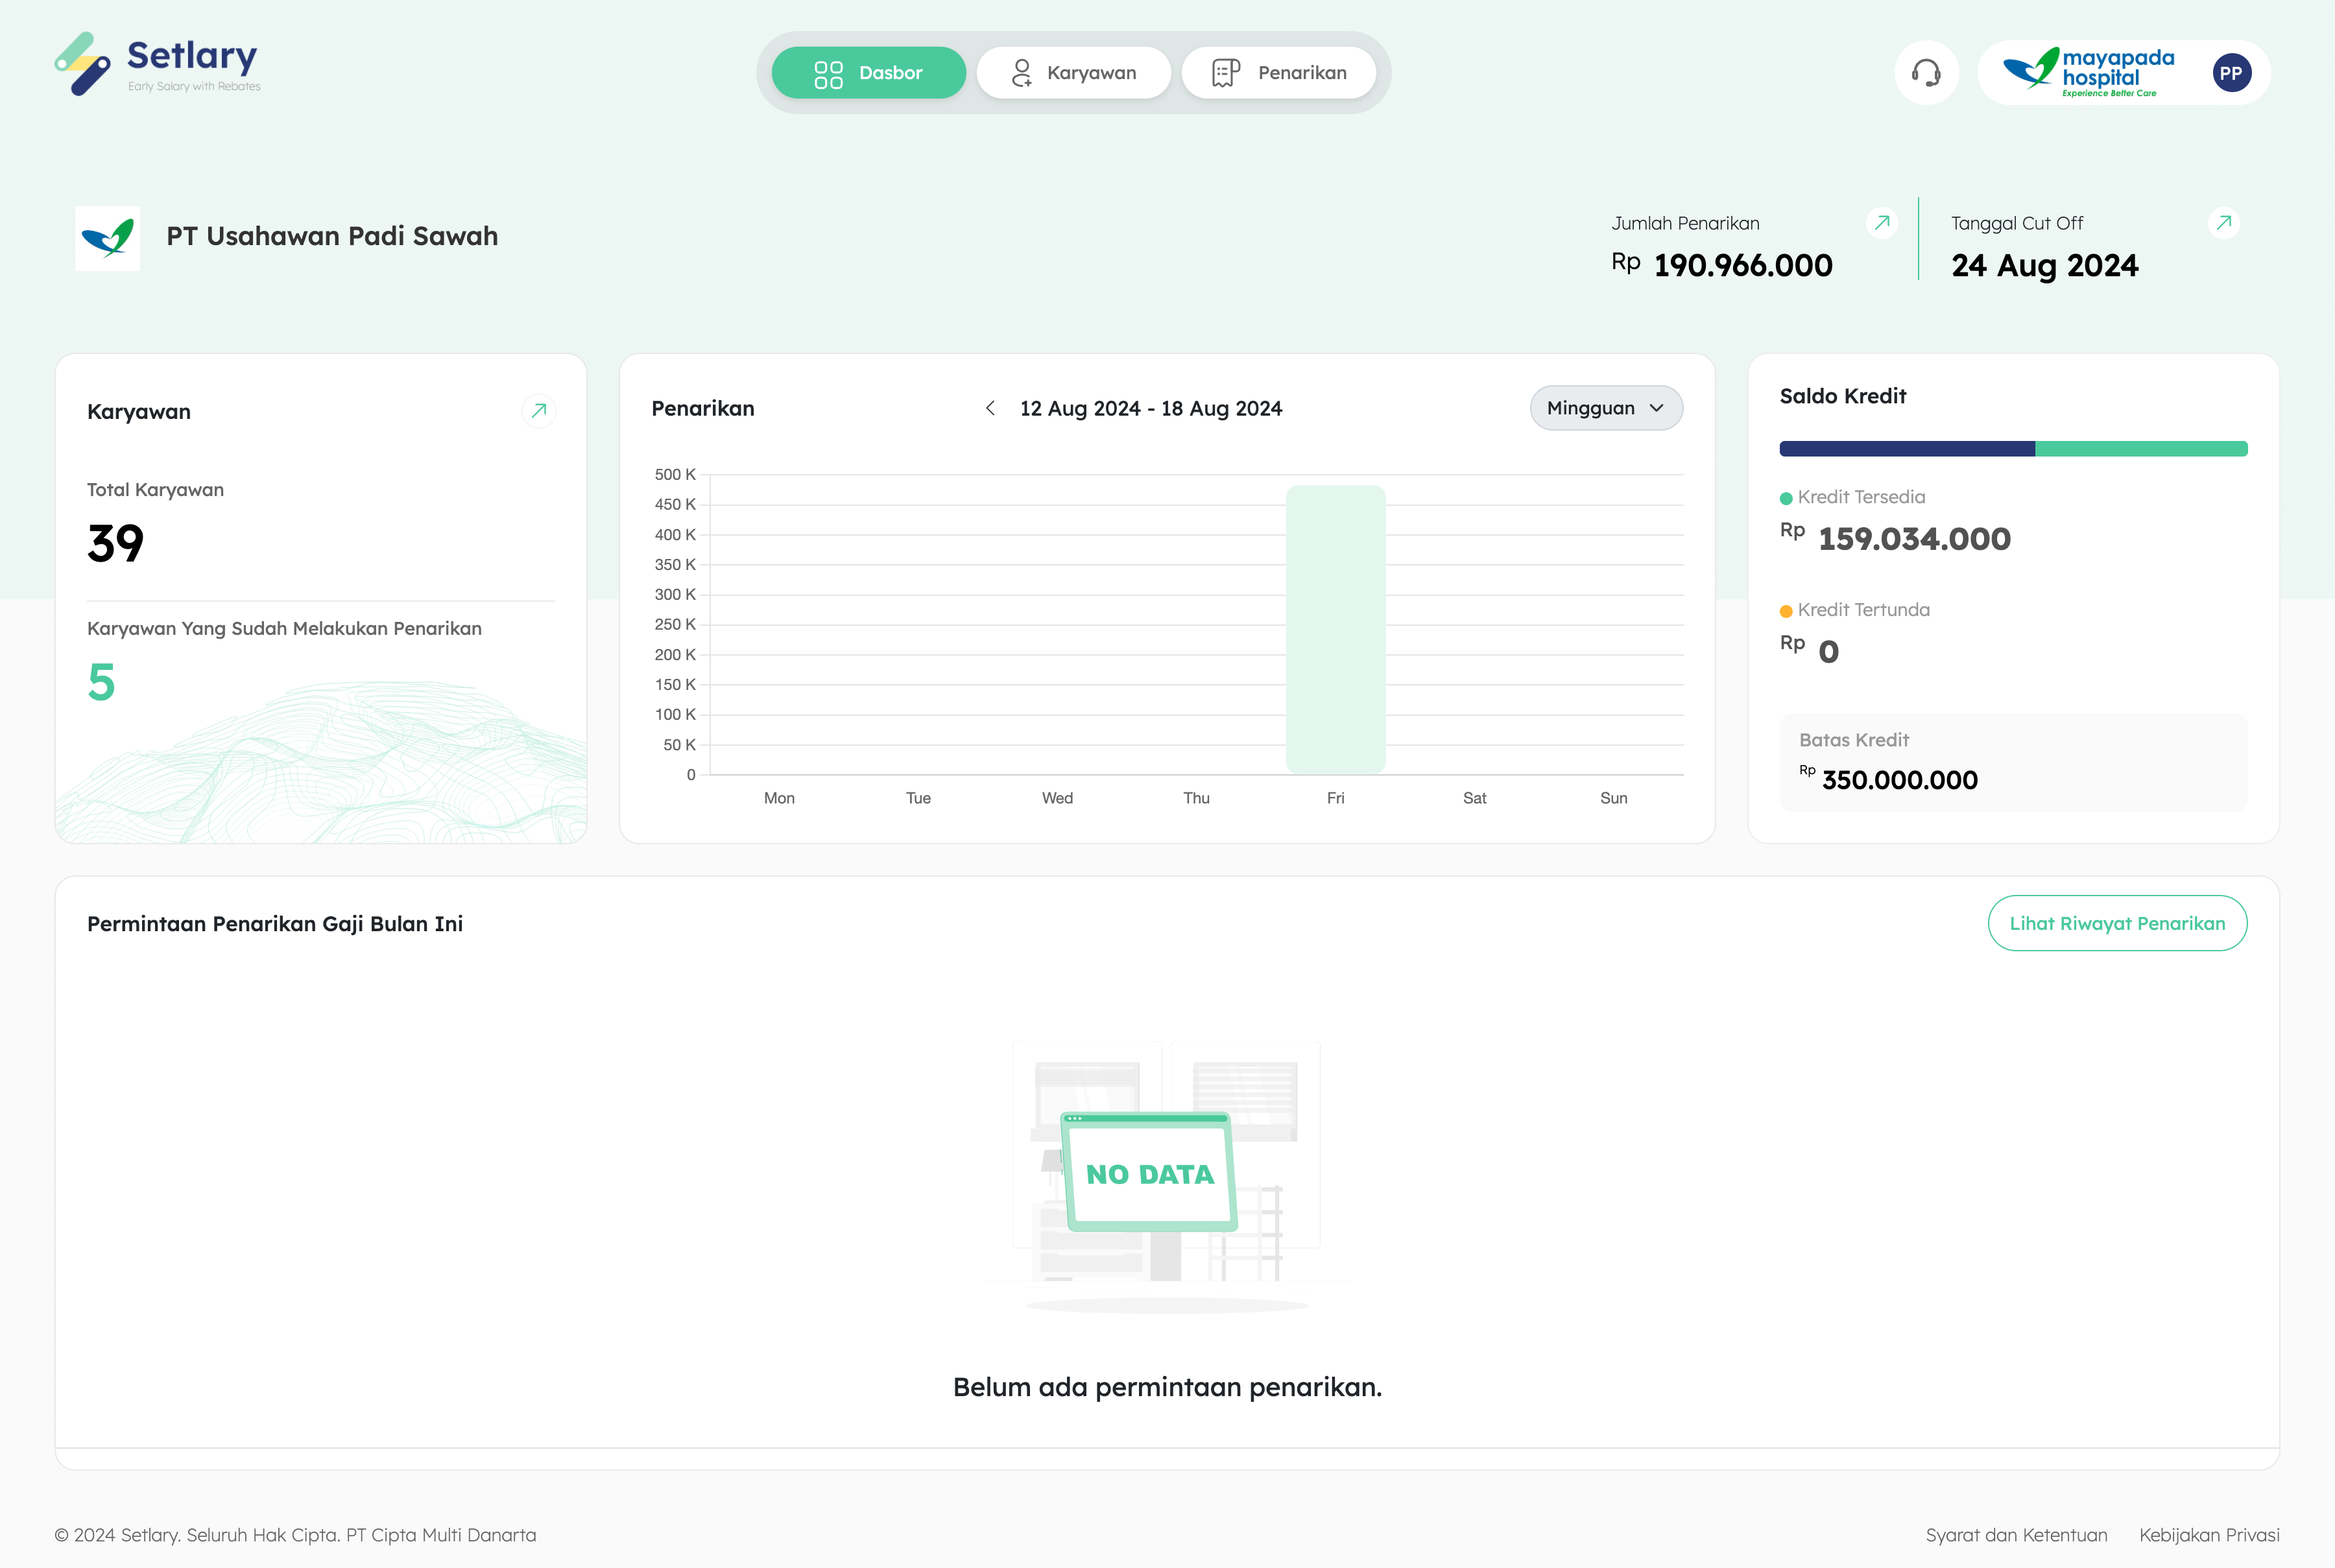 Setlary
Early Salary with Rebates
Dasbor
Karyawan
Penarikan
mayapada
hospital
Experience Better Care
PP
PT Usahawan Padi Sawah
Jumlah Penarikan
Rp 190.966.000
Tanggal Cut Off
24 Aug 2024
Karyawan
Total Karyawan
39
Karyawan Yang Sudah Melakukan Penarikan
5
Penarikan
12 Aug 2024 - 18 Aug 2024
Mingguan
500 K
450 K
400 K
350 K
300 K
250 K
200 K
150 K
100 K
50 K
0
Mon Tue Wed Thu Fri Sat Sun
Saldo Kredit
Kredit Tersedia
Rp 159.034.000
Kredit Tertunda
Rp 0
Batas Kredit
Rp 350.000.000
Permintaan Penarikan Gaji Bulan Ini
Lihat Riwayat Penarikan
NO DATA
Belum ada permintaan penarikan.
© 2024 Setlary. Seluruh Hak Cipta. PT Cipta Multi Danarta
Syarat dan Ketentuan
Kebijakan Privasi